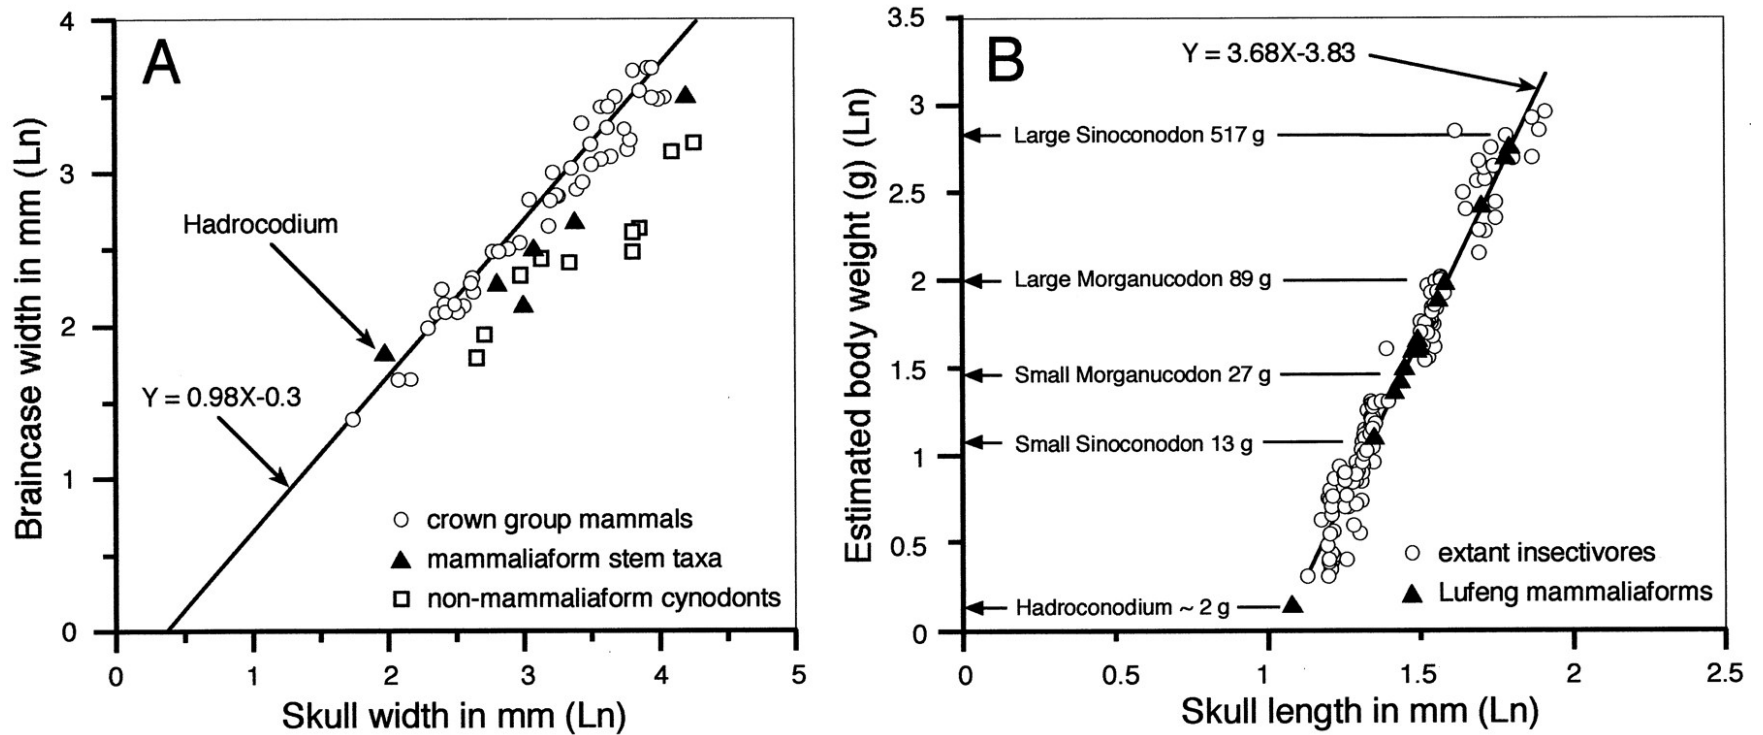 A
Braincase width in mm (Ln)
4
3
2
1
0
Hadrocodium
Y = 0.98X-0.3
crown group mammals
mammaliaform stem taxa
non-mammaliaform cynodonts
0 1 2 3 4 5
Skull width in mm (Ln)
B
Estimated body weight (g) (Ln)
3.5
3
2.5
2
1.5
1
0.5
0
Y = 3.68X-3.83
Large Sinoconodon 517 g
Large Morganucodon 89 g
Small Morganucodon 27 g
Small Sinoconodon 13 g
Hadroconodium ~ 2 g
extant insectivores
Lufeng mammaliaforms
0 0.5 1 1.5 2 2.5
Skull length in mm (Ln)